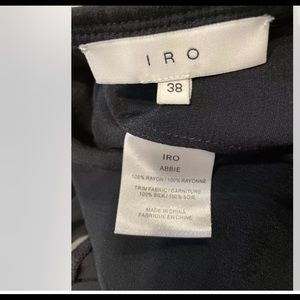 IRO
38
IRO
ABBIE
100% RAYON / 100% RAYONNE
TRIM FABRIC / GARNITURE
100% SILK / 100% SOIE
MADE IN CHINA
FABRIQUE EN CHINE